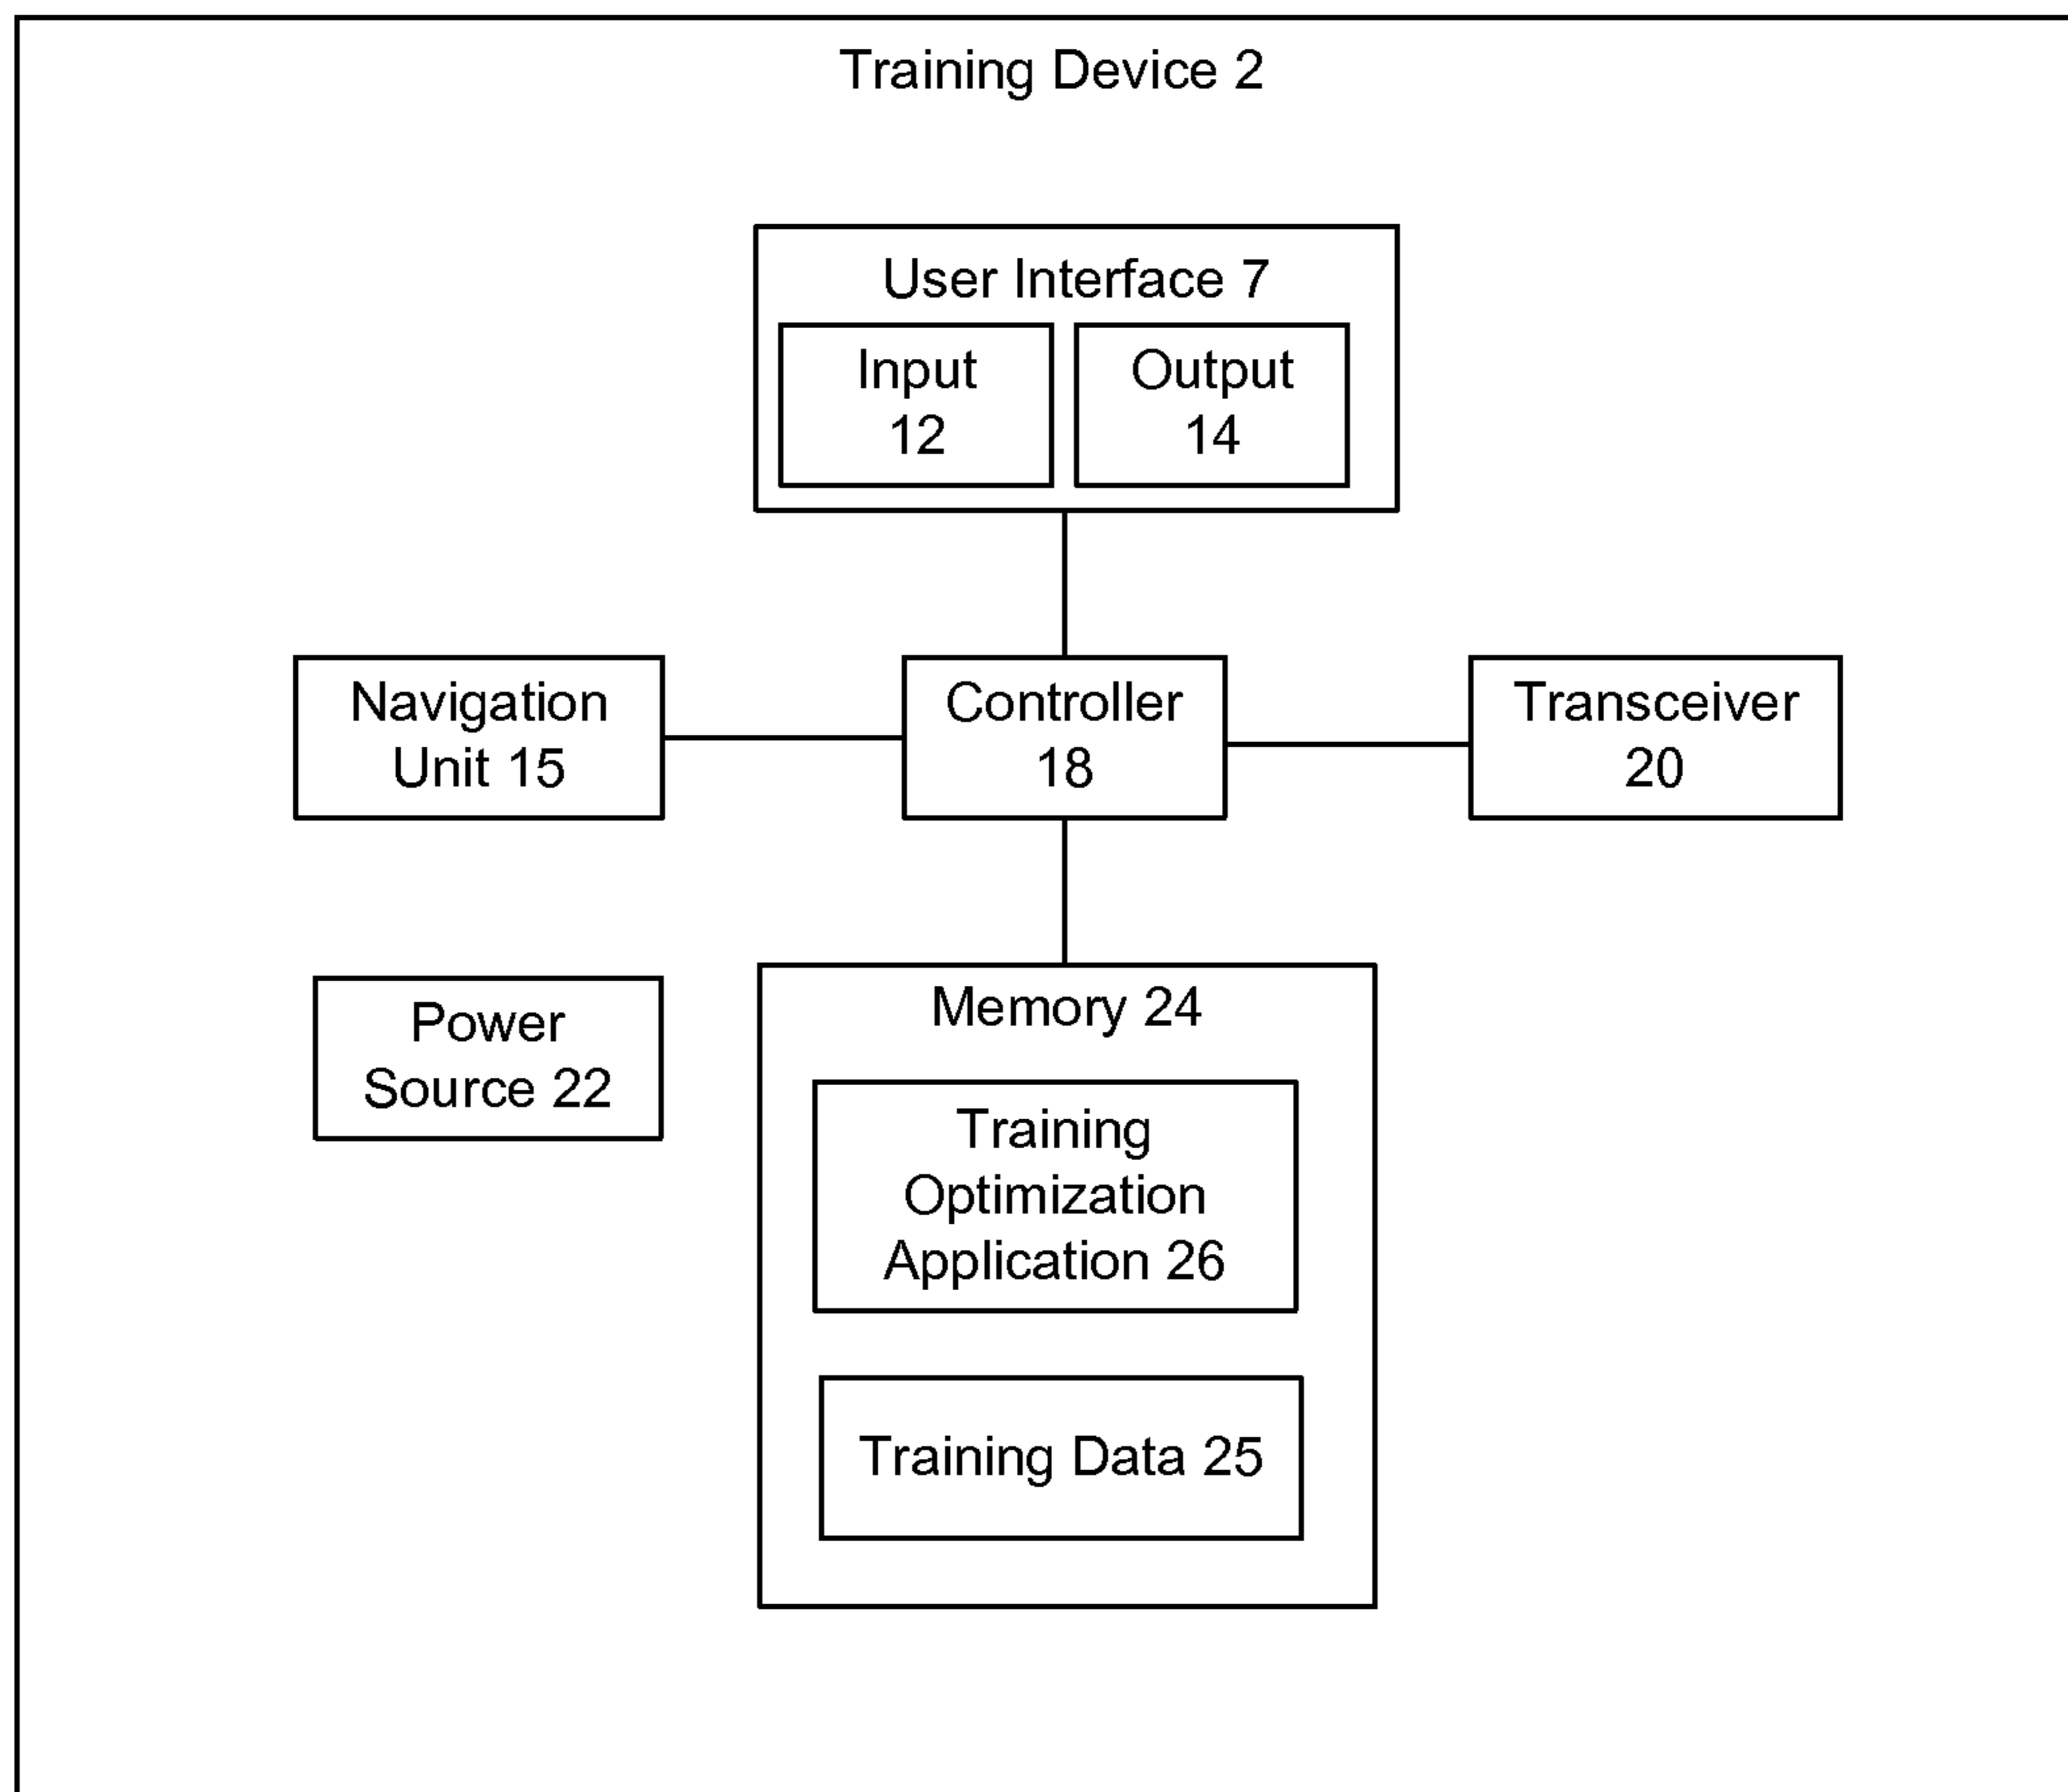 Training Device 2
User Interface 7
Input
12
Output
14
Navigation
Unit 15
Controller
18
Transceiver
20
Power
Source 22
Memory 24
Training
Optimization
Application 26
Training Data 25